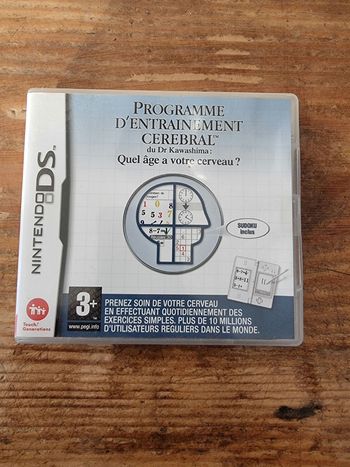 NINTENDO DS™
PROGRAMME
D'ENTRAINEMENT
CEREBRAL™
du Dr Kawashima :
Quel âge a votre cerveau ?
SUDOKU
inclus
3+
www.pegi.info
PRENEZ SOIN DE VOTRE CERVEAU
EN EFFECTUANT QUOTIDIENNEMENT DES
EXERCICES SIMPLES. PLUS DE 10 MILLIONS
D'UTILISATEURS REGULIERS DANS LE MONDE.
Touch!
Generations